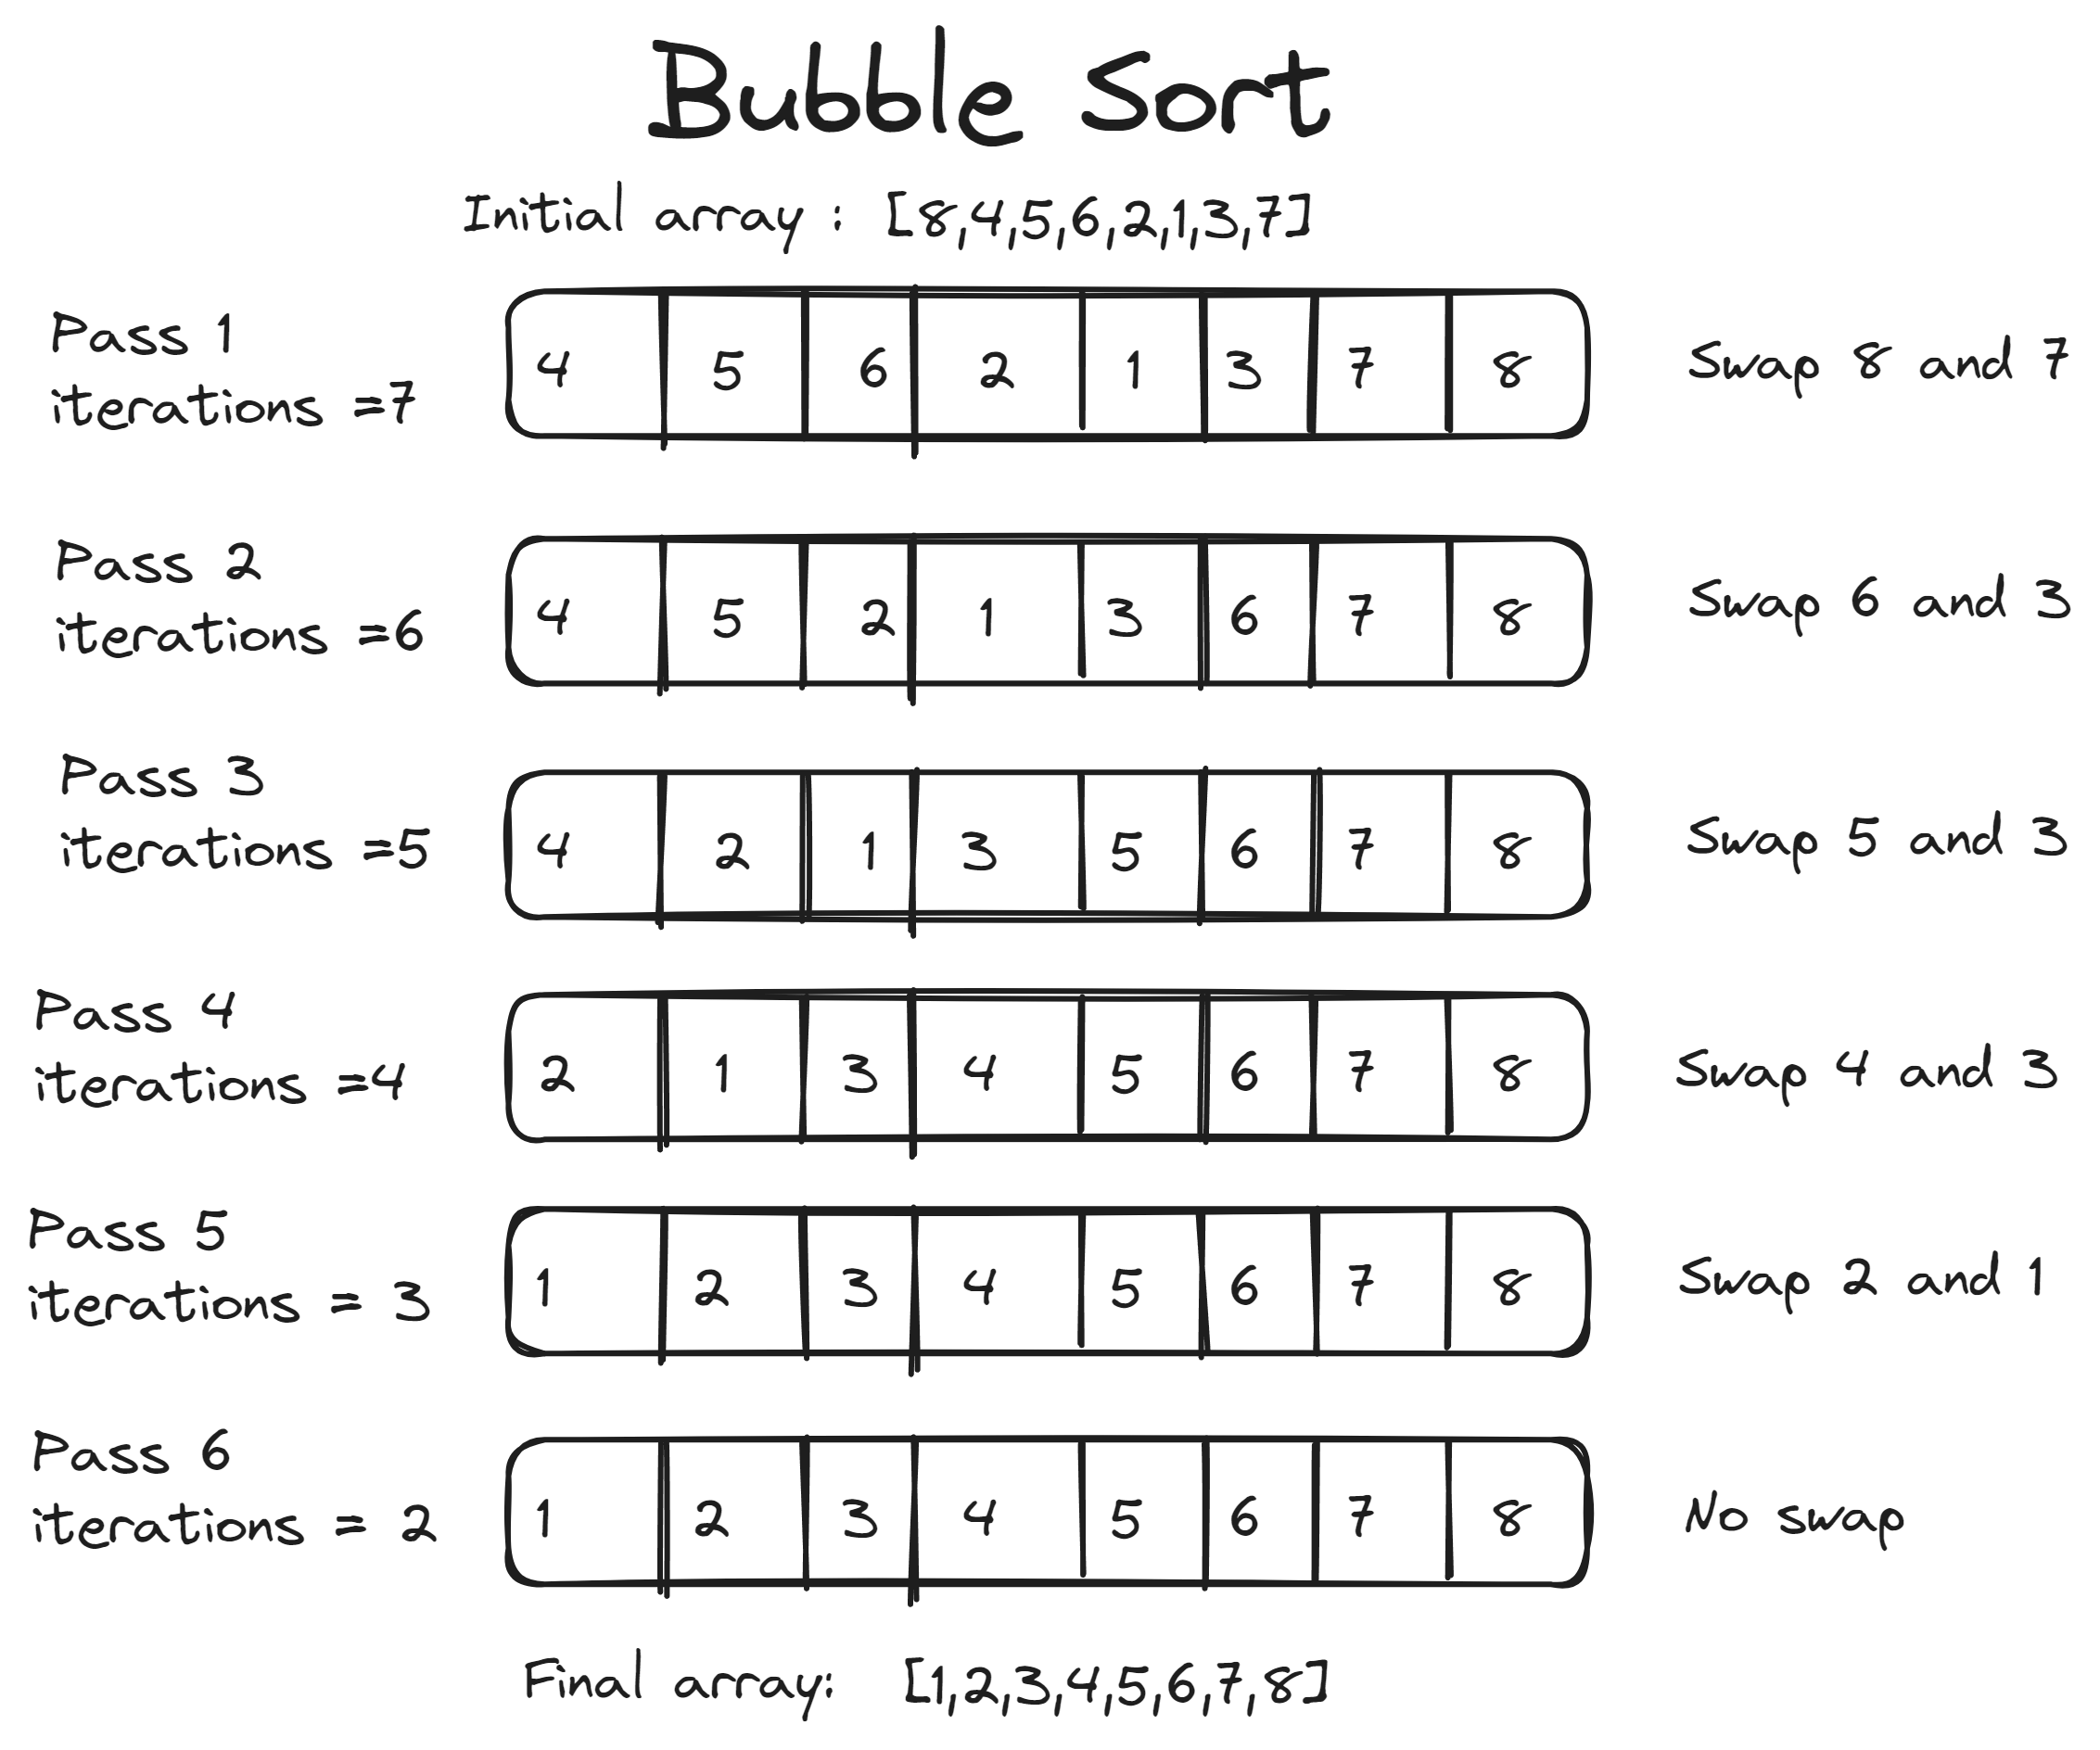 Bubble Sort
Initial array : [8,4,5,6,2,1,3,7]
Pass 1
iterations =7
4 5 6 2 1 3 7 8
Swap 8 and 7
Pass 2
iterations =6
4 5 2 1 3 6 7 8
Swap 6 and 3
Pass 3
iterations =5
4 2 1 3 5 6 7 8
Swap 5 and 3
Pass 4
iterations =4
2 1 3 4 5 6 7 8
Swap 4 and 3
Pass 5
iterations = 3
1 2 3 4 5 6 7 8
Swap 2 and 1
Pass 6
iterations = 2
1 2 3 4 5 6 7 8
No swap
Final array: [1,2,3,4,5,6,7,8]